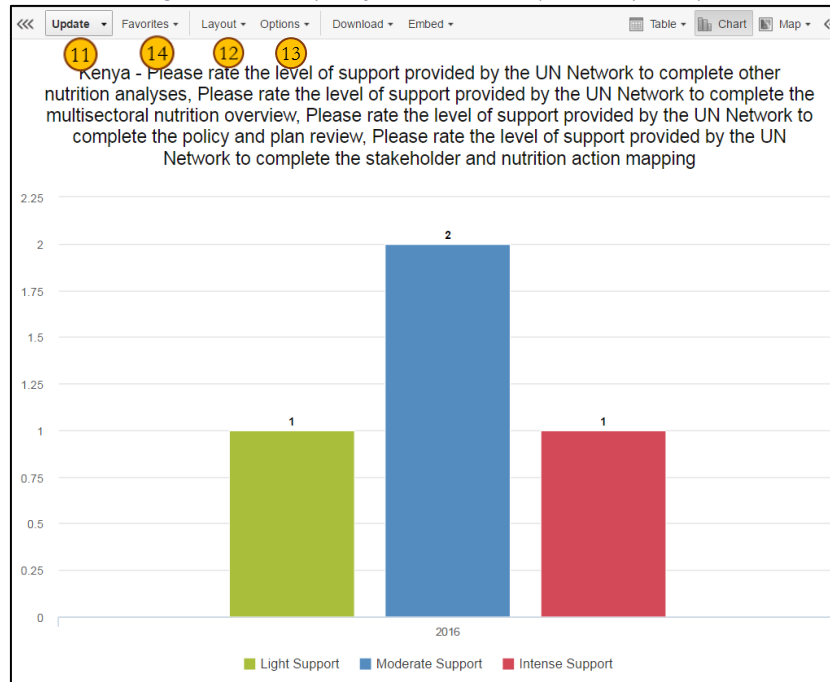 Update Favorites Layout Options Download Embed Table Chart Map
11 14 12 13
Kenya - Please rate the level of support provided by the UN Network to complete other
nutrition analyses, Please rate the level of support provided by the UN Network to complete the
multisectoral nutrition overview, Please rate the level of support provided by the UN Network to
complete the policy and plan review, Please rate the level of support provided by the UN
Network to complete the stakeholder and nutrition action mapping
2.25
2
2
1.75
1.5
1.25
1
1
1
0.75
0.5
0.25
0
2016
Light Support Moderate Support Intense Support